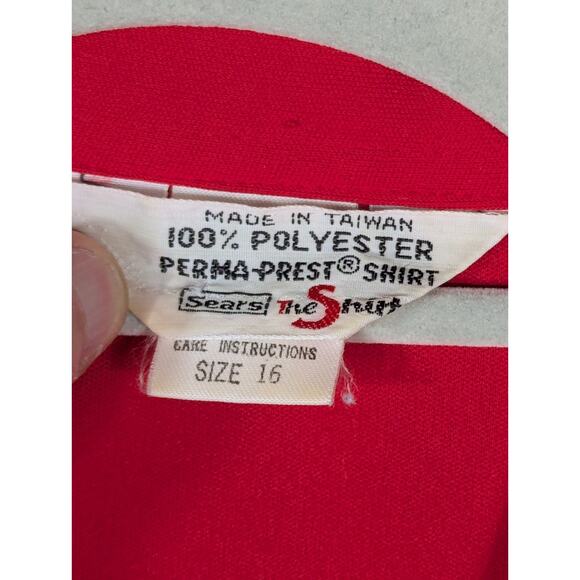 MADE IN TAIWAN
100% POLYESTER
PERMA-PREST® SHIRT
Sears The Shirt
CARE INSTRUCTIONS
SIZE 16